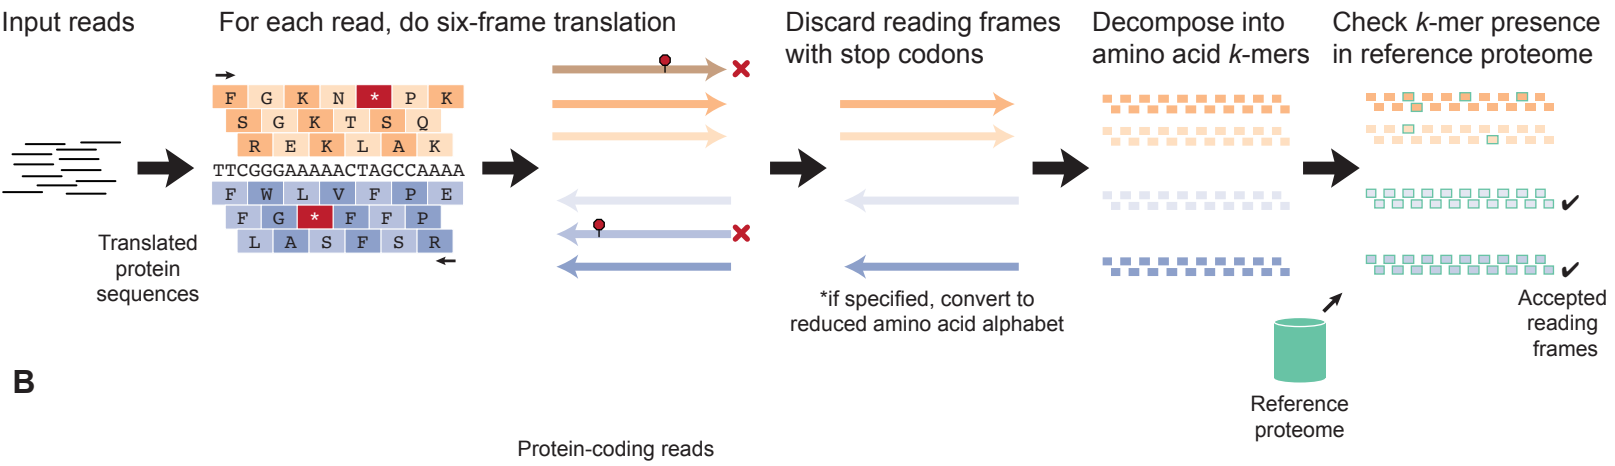 Input reads
For each read, do six-frame translation
Discard reading frames
with stop codons
Decompose into
amino acid k-mers
Check k-mer presence
in reference proteome
F G K N * P K
S G K T S Q
R E K L A K
TTCGGGAAAAACTAGCCAAAA
F W L V F P E
F G * F F P
L A S F S R
Translated
protein
sequences
*if specified, convert to
reduced amino acid alphabet
Accepted
reading
frames
Reference
proteome
B
Protein-coding reads